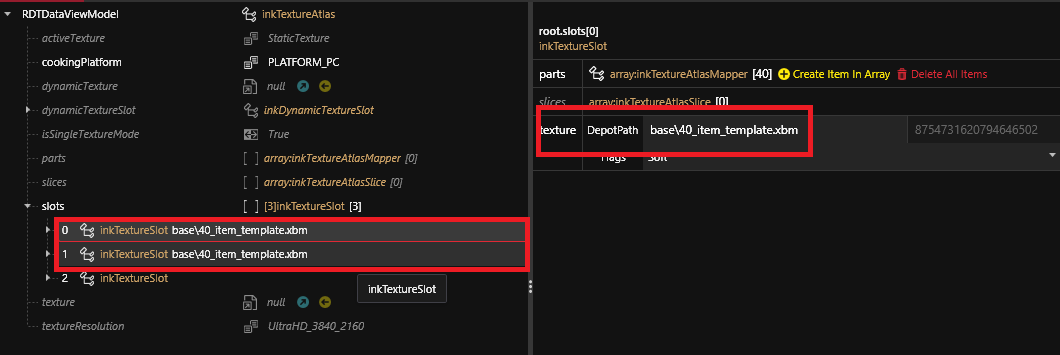 RDTDataViewModel inkTextureAtlas
activeTexture StaticTexture
cookingPlatform PLATFORM_PC
dynamicTexture null
dynamicTextureSlot inkDynamicTextureSlot
isSingleTextureMode True
parts [ ] array:inkTextureAtlasMapper [0]
slices [ ] array:inkTextureAtlasSlice [0]
slots [ ] [3]inkTextureSlot [3]
0 inkTextureSlot base\40_item_template.xbm
1 inkTextureSlot base\40_item_template.xbm
2 inkTextureSlot
inkTextureSlot
texture null
textureResolution UltraHD_3840_2160
root.slots[0]
inkTextureSlot
parts array:inkTextureAtlasMapper [40] Create Item In Array Delete All Items
slices array:inkTextureAtlasSlice [0]
texture DepotPath base\40_item_template.xbm 8754731620794646502
Flags Soft